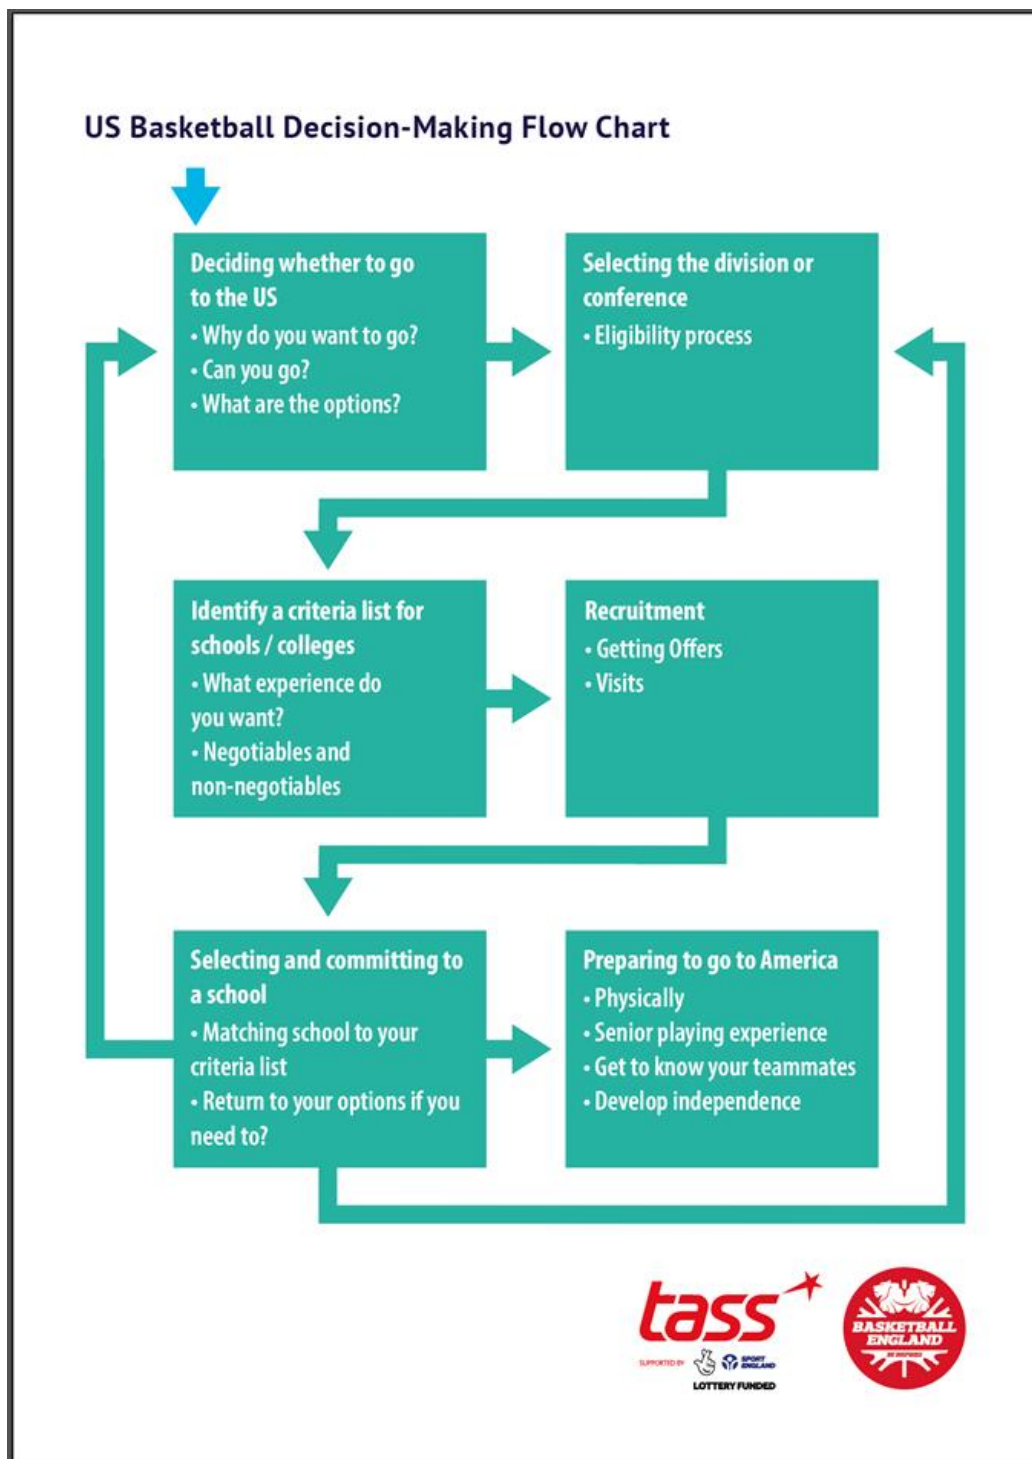 US Basketball Decision-Making Flow Chart
Deciding whether to go
to the US
• Why do you want to go?
• Can you go?
• What are the options?
Selecting the division or
conference
• Eligibility process
Identify a criteria list for
schools / colleges
• What experience do
you want?
• Negotiables and
non-negotiables
Recruitment
• Getting Offers
• Visits
Selecting and committing to
a school
• Matching school to your
criteria list
• Return to your options if you
need to?
Preparing to go to America
• Physically
• Senior playing experience
• Get to know your teammates
• Develop independence
tass
SUPPORTED BY
SPORT
ENGLAND
LOTTERY FUNDED
BASKETBALL
ENGLAND